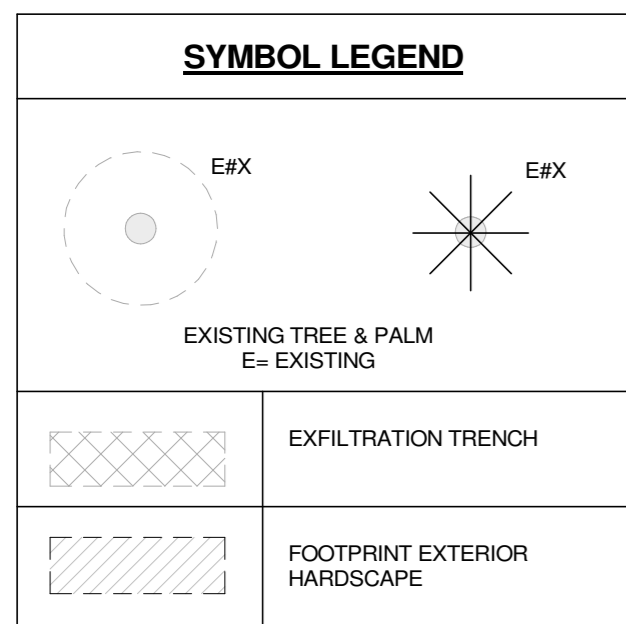 SYMBOL LEGEND
E#X
E#X
EXISTING TREE & PALM
E= EXISTING
EXFILTRATION TRENCH
FOOTPRINT EXTERIOR
HARDSCAPE